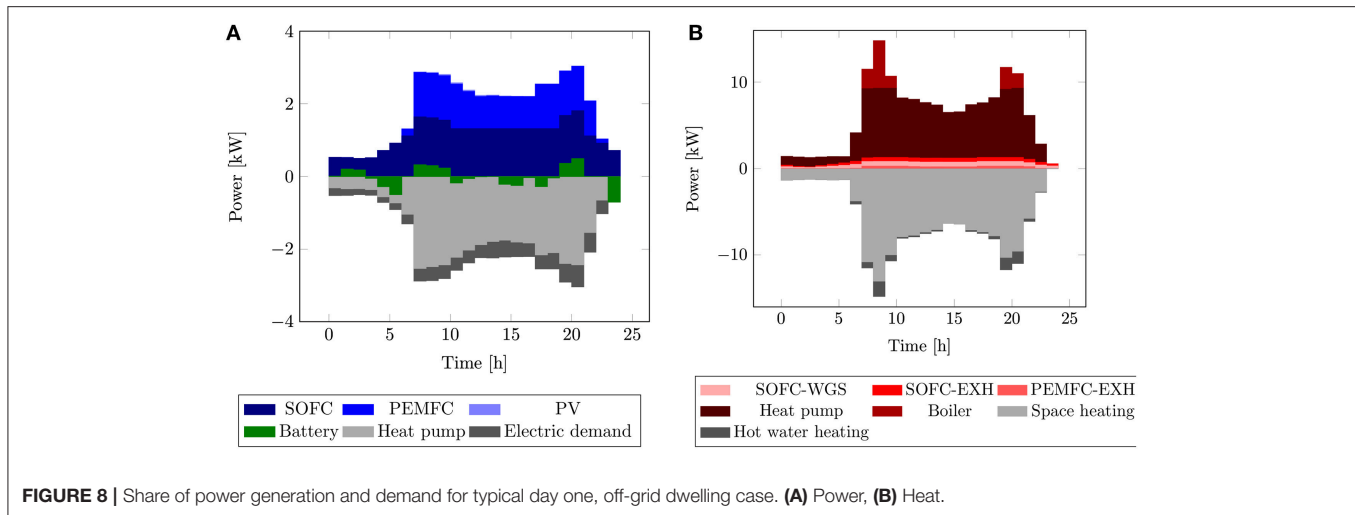 A
4
2
0
−2
−4
Power [kW]
0 5 10 15 20 25
Time [h]
SOFC PEMFC PV
Battery Heat pump Electric demand
B
10
0
−10
Power [kW]
0 5 10 15 20 25
Time [h]
SOFC-WGS SOFC-EXH PEMFC-EXH
Heat pump Boiler Space heating
Hot water heating
FIGURE 8 | Share of power generation and demand for typical day one, off-grid dwelling case. (A) Power, (B) Heat.